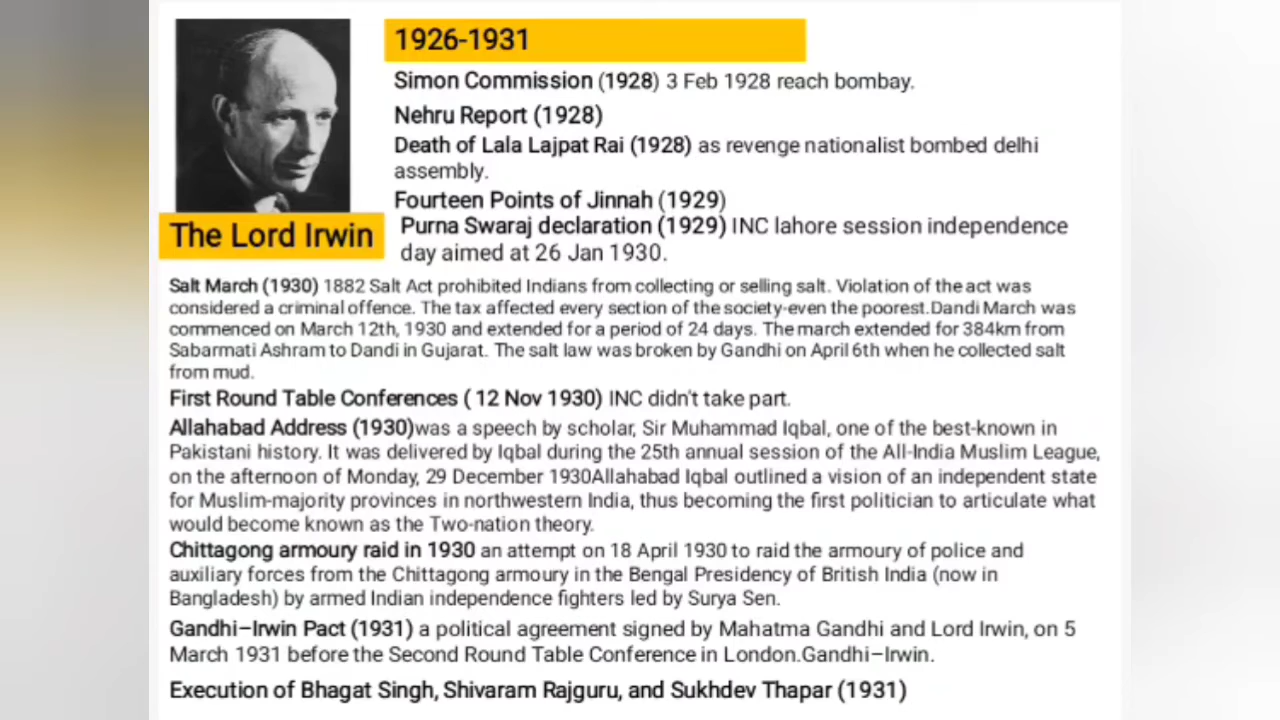 1926-1931
Simon Commission (1928) 3 Feb 1928 reach bombay.
Nehru Report (1928)
Death of Lala Lajpat Rai (1928) as revenge nationalist bombed delhi
assembly.
Fourteen Points of Jinnah (1929)
The Lord Irwin
Purna Swaraj declaration (1929) INC lahore session independence
day aimed at 26 Jan 1930.
Salt March (1930) 1882 Salt Act prohibited Indians from collecting or selling salt. Violation of the act was
considered a criminal offence. The tax affected every section of the society-even the poorest.Dandi March was
commenced on March 12th, 1930 and extended for a period of 24 days. The march extended for 384km from
Sabarmati Ashram to Dandi in Gujarat. The salt law was broken by Gandhi on April 6th when he collected salt
from mud.
First Round Table Conferences ( 12 Nov 1930) INC didn't take part.
Allahabad Address (1930)was a speech by scholar, Sir Muhammad Iqbal, one of the best-known in
Pakistani history. It was delivered by Iqbal during the 25th annual session of the All-India Muslim League,
on the afternoon of Monday, 29 December 1930Allahabad Iqbal outlined a vision of an independent state
for Muslim-majority provinces in northwestern India, thus becoming the first politician to articulate what
would become known as the Two-nation theory.
Chittagong armoury raid in 1930 an attempt on 18 April 1930 to raid the armoury of police and
auxiliary forces from the Chittagong armoury in the Bengal Presidency of British India (now in
Bangladesh) by armed Indian independence fighters led by Surya Sen.
Gandhi–Irwin Pact (1931) a political agreement signed by Mahatma Gandhi and Lord Irwin, on 5
March 1931 before the Second Round Table Conference in London.Gandhi–Irwin.
Execution of Bhagat Singh, Shivaram Rajguru, and Sukhdev Thapar (1931)